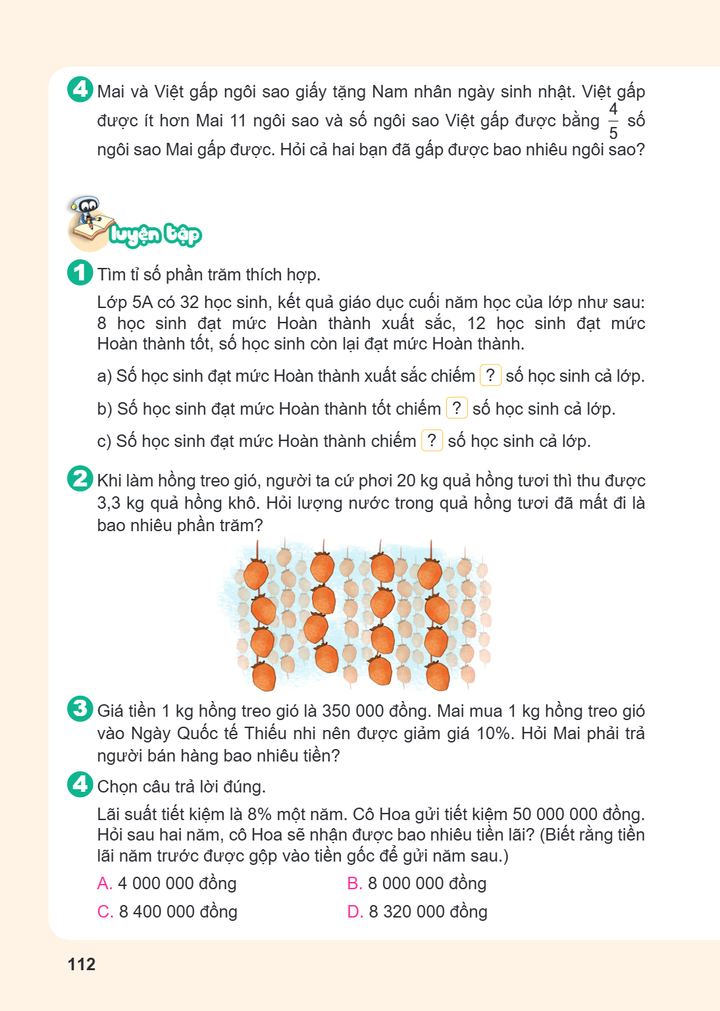 4 Mai và Việt gấp ngôi sao giấy tặng Nam nhân ngày sinh nhật. Việt gấp
được ít hơn Mai 11 ngôi sao và số ngôi sao Việt gấp được bằng 4/5 số
ngôi sao Mai gấp được. Hỏi cả hai bạn đã gấp được bao nhiêu ngôi sao?
luyện tập
1 Tìm tỉ số phần trăm thích hợp.
Lớp 5A có 32 học sinh, kết quả giáo dục cuối năm học của lớp như sau:
8 học sinh đạt mức Hoàn thành xuất sắc, 12 học sinh đạt mức
Hoàn thành tốt, số học sinh còn lại đạt mức Hoàn thành.
a) Số học sinh đạt mức Hoàn thành xuất sắc chiếm ? số học sinh cả lớp.
b) Số học sinh đạt mức Hoàn thành tốt chiếm ? số học sinh cả lớp.
c) Số học sinh đạt mức Hoàn thành chiếm ? số học sinh cả lớp.
2 Khi làm hồng treo gió, người ta cứ phơi 20 kg quả hồng tươi thì thu được
3,3 kg quả hồng khô. Hỏi lượng nước trong quả hồng tươi đã mất đi là
bao nhiêu phần trăm?
3 Giá tiền 1 kg hồng treo gió là 350 000 đồng. Mai mua 1 kg hồng treo gió
vào Ngày Quốc tế Thiếu nhi nên được giảm giá 10%. Hỏi Mai phải trả
người bán hàng bao nhiêu tiền?
4 Chọn câu trả lời đúng.
Lãi suất tiết kiệm là 8% một năm. Cô Hoa gửi tiết kiệm 50 000 000 đồng.
Hỏi sau hai năm, cô Hoa sẽ nhận được bao nhiêu tiền lãi? (Biết rằng tiền
lãi năm trước được gộp vào tiền gốc để gửi năm sau.)
A. 4 000 000 đồng B. 8 000 000 đồng
C. 8 400 000 đồng D. 8 320 000 đồng
112